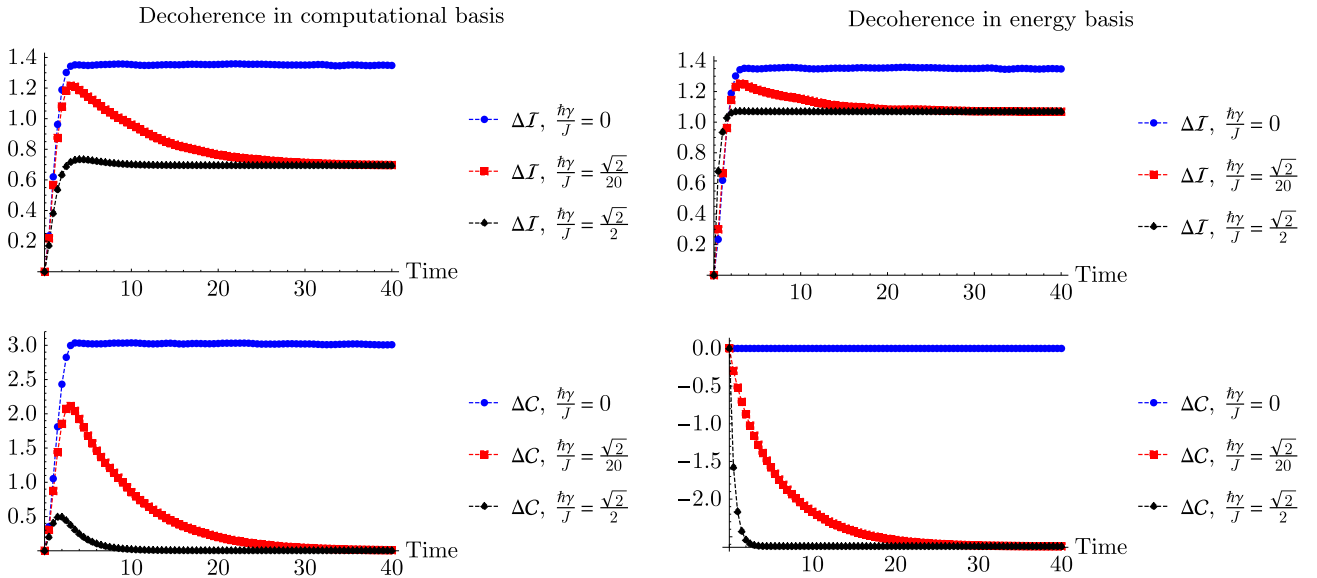 Decoherence in computational basis
1.4
1.2
1.0
0.8
0.6
0.4
0.2
10
20
30
40
Time
Δℐ, ℏγ/J = 0
Δℐ, ℏγ/J = √2/20
Δℐ, ℏγ/J = √2/2
Decoherence in energy basis
1.4
1.2
1.0
0.8
0.6
0.4
0.2
10
20
30
40
Time
Δℐ, ℏγ/J = 0
Δℐ, ℏγ/J = √2/20
Δℐ, ℏγ/J = √2/2
3.0
2.5
2.0
1.5
1.0
0.5
10
20
30
40
Time
Δ𝒞, ℏγ/J = 0
Δ𝒞, ℏγ/J = √2/20
Δ𝒞, ℏγ/J = √2/2
0.0
−0.5
−1.0
−1.5
−2.0
10
20
30
40
Time
Δ𝒞, ℏγ/J = 0
Δ𝒞, ℏγ/J = √2/20
Δ𝒞, ℏγ/J = √2/2